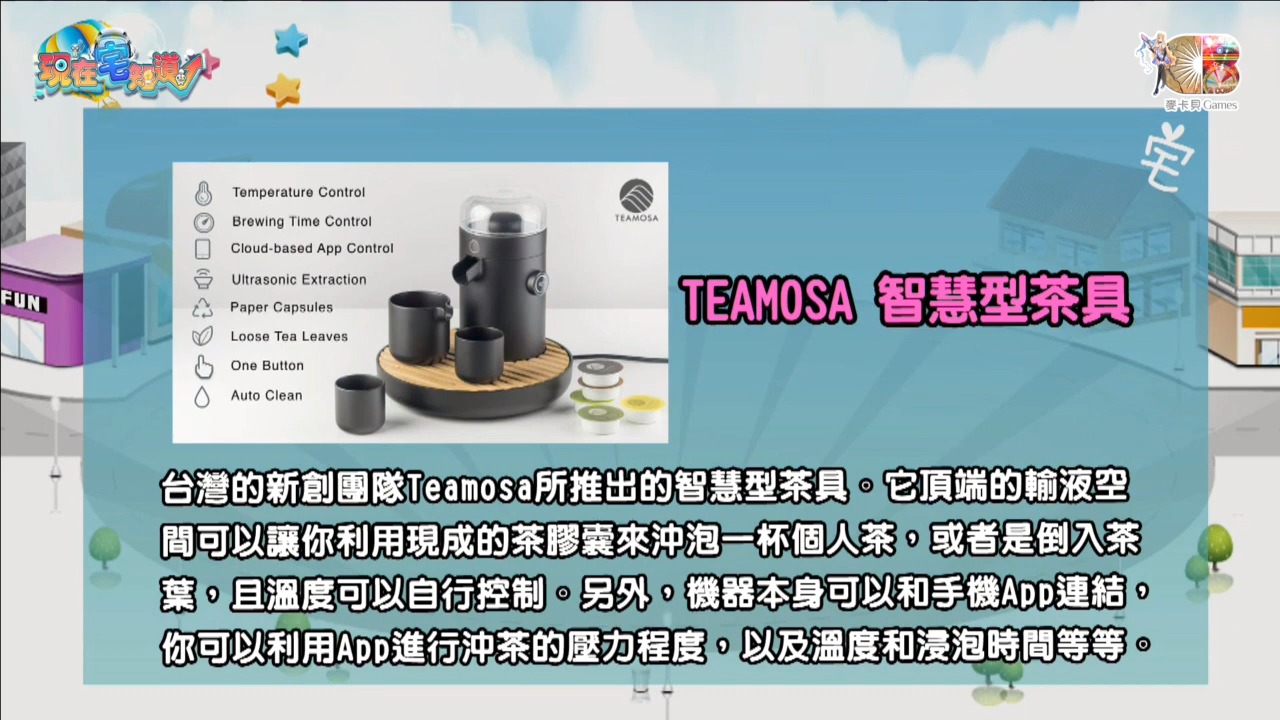 現在宅知道
麥卡貝 Games
宅
FUN
Temperature Control
Brewing Time Control
Cloud-based App Control
Ultrasonic Extraction
Paper Capsules
Loose Tea Leaves
One Button
Auto Clean
TEAMOSA
TEAMOSA 智慧型茶具
台灣的新創團隊Teamosa所推出的智慧型茶具。它頂端的輸液空
間可以讓你利用現成的茶膠囊來沖泡一杯個人茶，或者是倒入茶
葉，且溫度可以自行控制。另外，機器本身可以和手機App連結，
你可以利用App進行沖茶的壓力程度，以及溫度和浸泡時間等等。